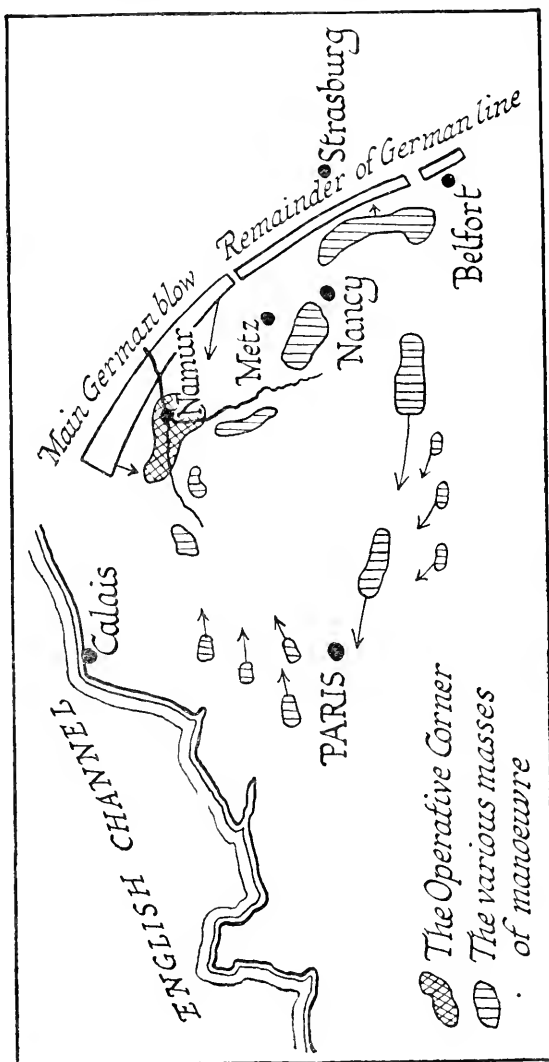 ENGLISH CHANNEL
Calais
Main German blow
Remainder of German line
Namur
Strasburg
Metz
Nancy
Belfort
PARIS
The Operative Corner
The various masses
of manoeuvre